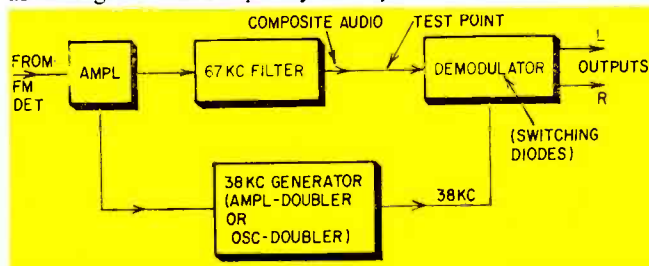 COMPOSITE AUDIO
TEST POINT
FROM
FM
DET
AMPL
67KC FILTER
DEMODULATOR
L
OUTPUTS
R
(SWITCHING
DIODES)
38KC GENERATOR
(AMPL-DOUBLER
OR
OSC-DOUBLER)
38KC